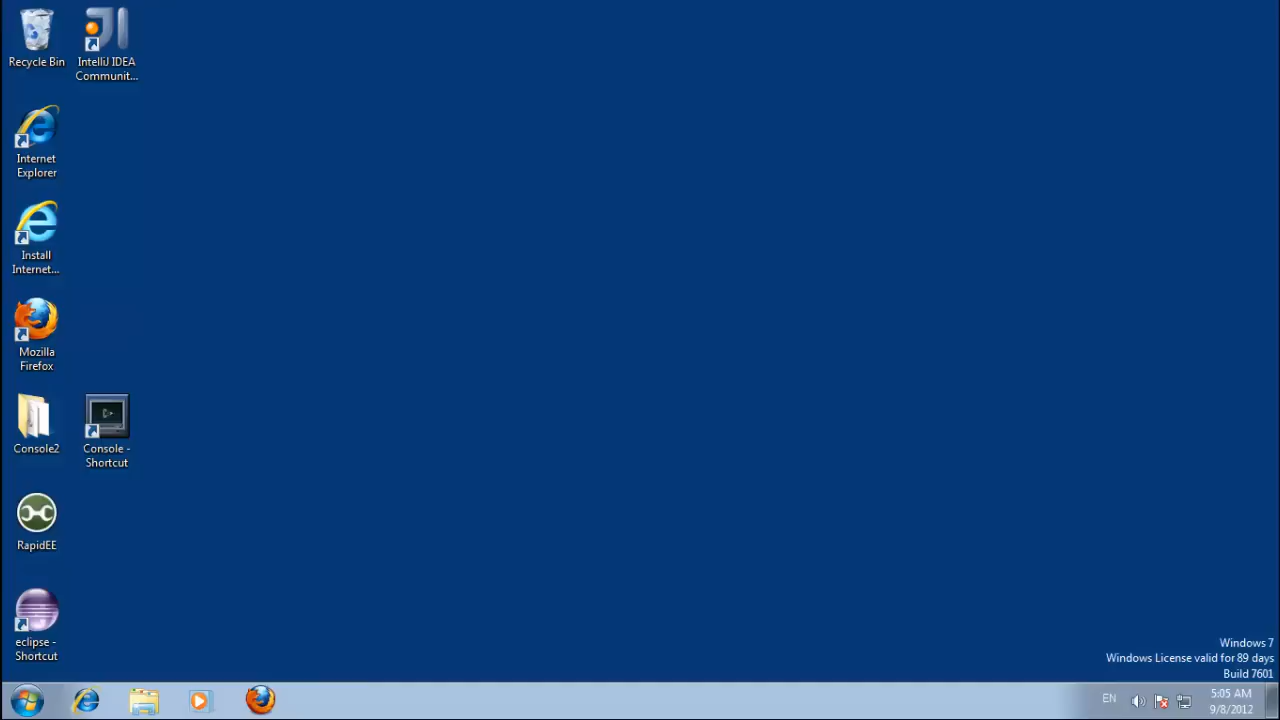 Recycle Bin
IntelliJ IDEA
Communit...
Internet
Explorer
Install
Internet...
Mozilla
Firefox
Console2
Console -
Shortcut
RapidEE
eclipse -
Shortcut
Windows 7
Windows License valid for 89 days
Build 7601
EN
5:05 AM
9/8/2012